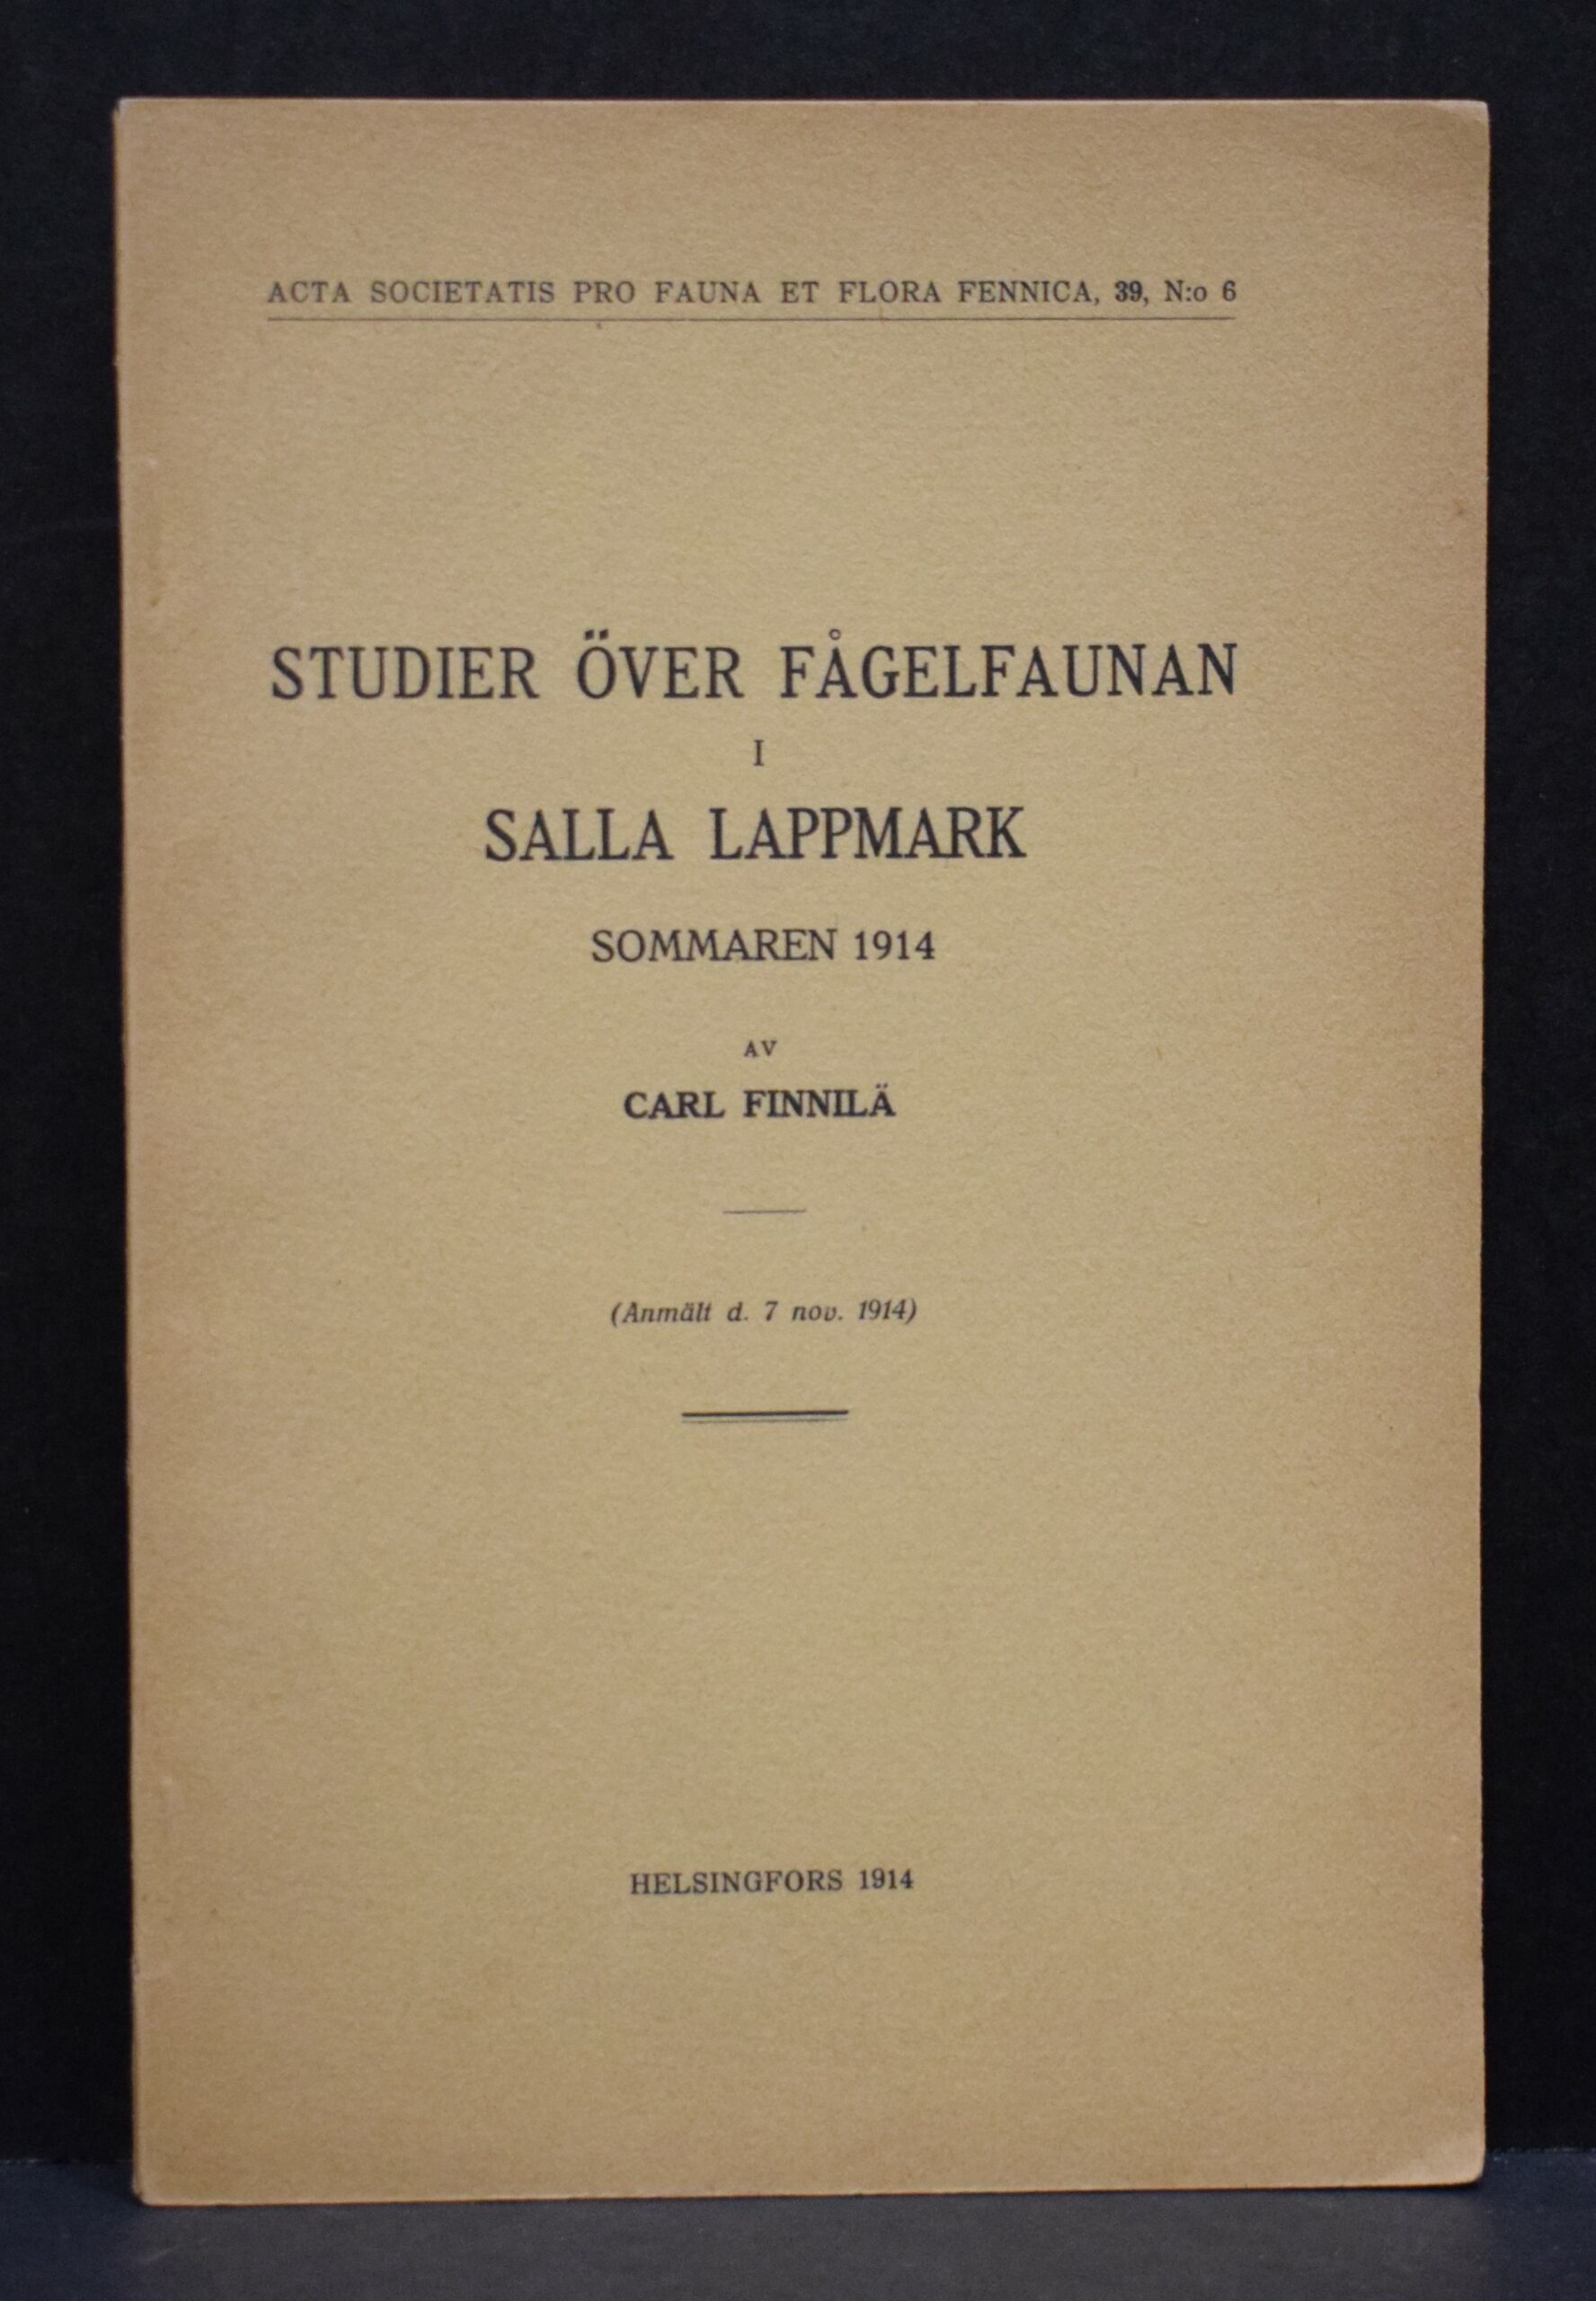 ACTA SOCIETATIS PRO FAUNA ET FLORA FENNICA, 39, N:o 6
STUDIER ÖVER FÅGELFAUNAN
I
SALLA LAPPMARK
SOMMAREN 1914
AV
CARL FINNILÄ
(Anmält d. 7 nov. 1914)
HELSINGFORS 1914